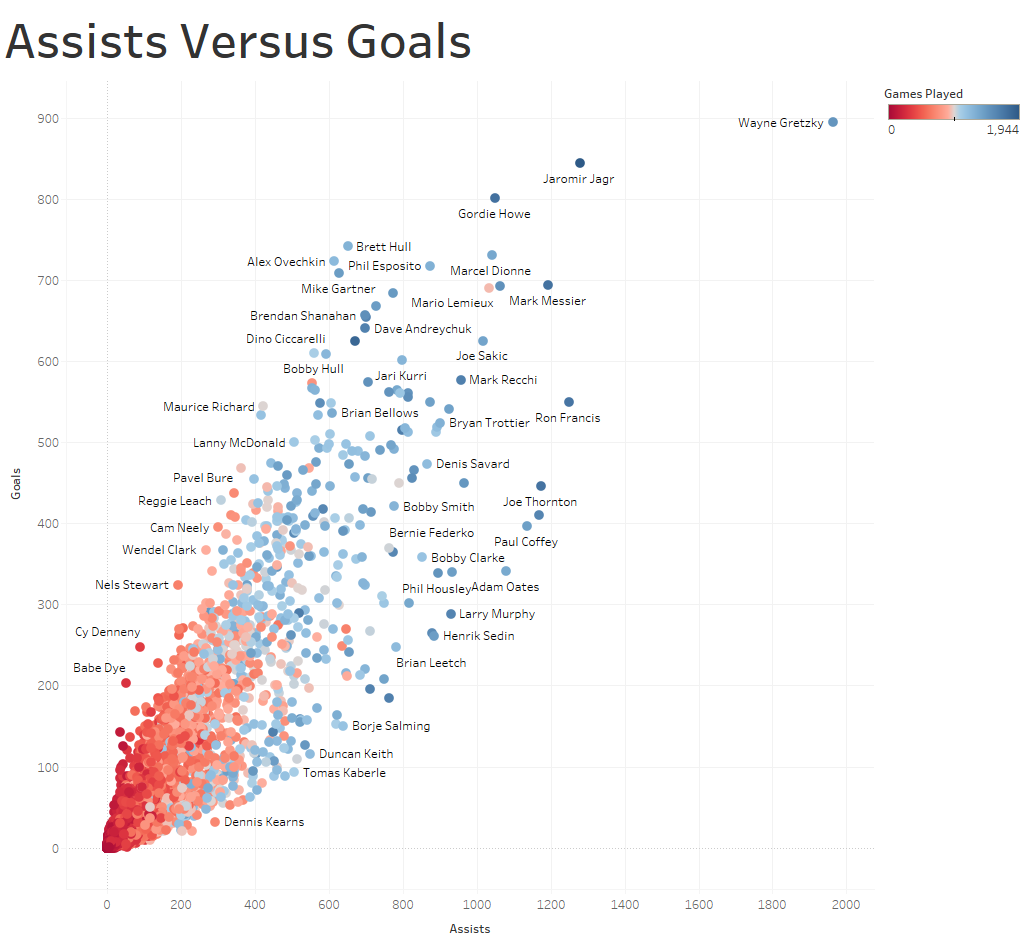 Assists Versus Goals
Games Played
0 1,944
900
Wayne Gretzky
Jaromir Jagr
800
Gordie Howe
Brett Hull
Alex Ovechkin
Phil Esposito
Marcel Dionne
700
Mike Gartner
Mario Lemieux
Mark Messier
Brendan Shanahan
Dave Andreychuk
Dino Ciccarelli
Joe Sakic
600
Bobby Hull
Jari Kurri
Mark Recchi
Maurice Richard
Brian Bellows
Ron Francis
Bryan Trottier
500
Lanny McDonald
Denis Savard
Pavel Bure
Reggie Leach
Joe Thornton
Bobby Smith
400
Cam Neely
Bernie Federko
Paul Coffey
Wendel Clark
Bobby Clarke
Nels Stewart
Phil Housley
Adam Oates
300
Larry Murphy
Cy Denneny
Henrik Sedin
Babe Dye
Brian Leetch
200
Borje Salming
Duncan Keith
Tomas Kaberle
100
Dennis Kearns
0
Goals
0 200 400 600 800 1000 1200 1400 1600 1800 2000
Assists